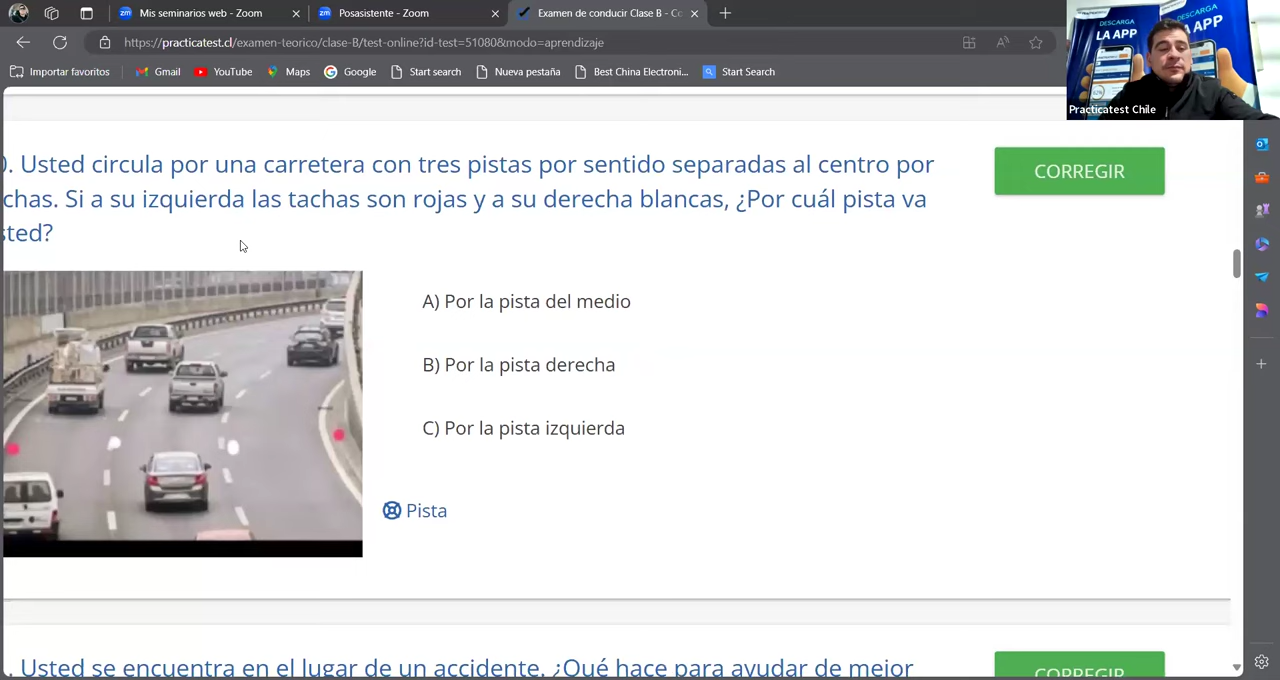 Mis seminarios web - Zoom
Posasistente - Zoom
Examen de conducir Clase B - Co
https://practicatest.cl/examen-teorico/clase-B/test-online?id-test=51080&modo=aprendizaje
Importar favoritos
Gmail
YouTube
Maps
Google
Start search
Nueva pestaña
Best China Electroni...
Start Search
DESCARGA
LA APP
DESCARGA
LA APP
Practicatest Chile
0. Usted circula por una carretera con tres pistas por sentido separadas al centro por
chas. Si a su izquierda las tachas son rojas y a su derecha blancas, ¿Por cuál pista va
sted?
CORREGIR
A) Por la pista del medio
B) Por la pista derecha
C) Por la pista izquierda
Pista
. Usted se encuentra en el lugar de un accidente. ¿Qué hace para ayudar de mejor
CORREGIR